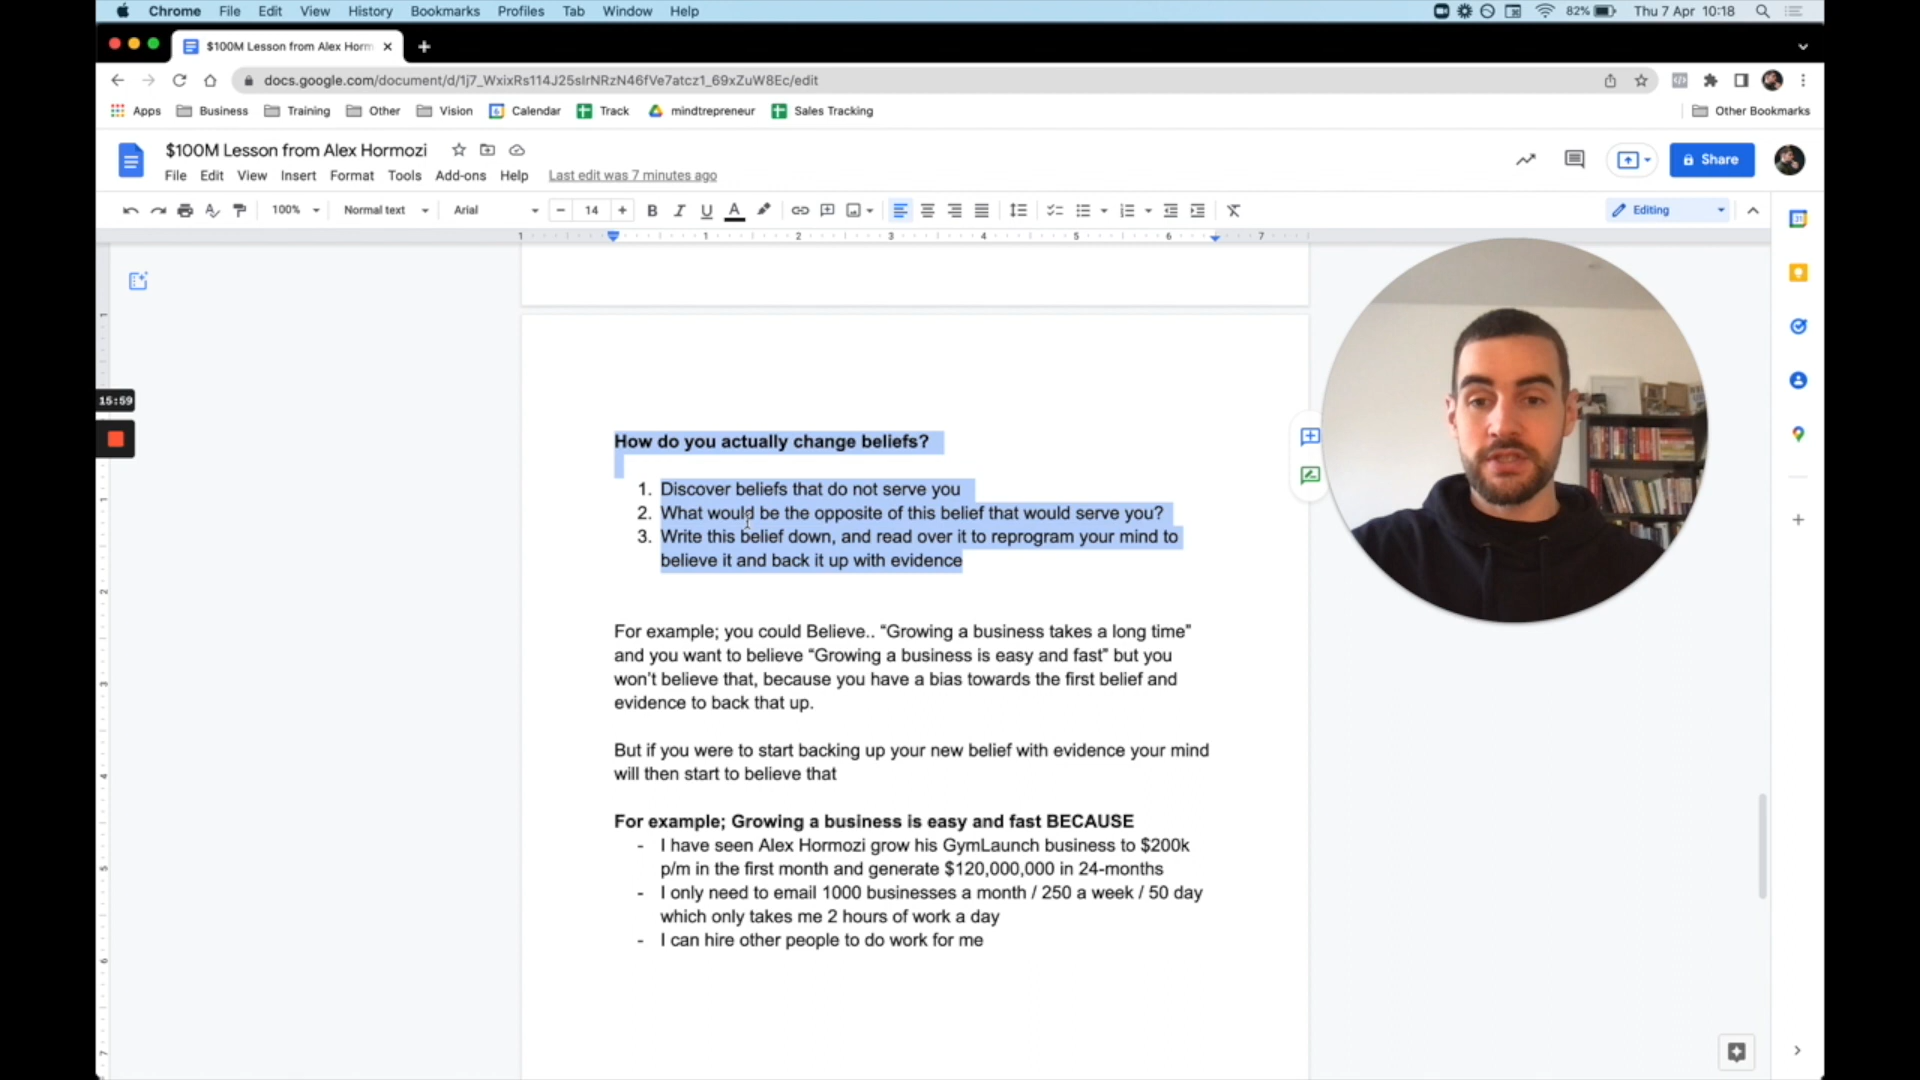 Chrome File Edit View History Bookmarks Profiles Tab Window Help 82% Thu 7 Apr 10:18
$100M Lesson from Alex Horm
docs.google.com/document/d/1j7_WxixRs114J25sIrNRzN46fVe7atcz1_69xZuW8Ec/edit
Apps Business Training Other Vision Calendar Track mindtrepreneur Sales Tracking Other Bookmarks
$100M Lesson from Alex Hormozi
Share
File Edit View Insert Format Tools Add-ons Help Last edit was 7 minutes ago
100% Normal text Arial 14 B I U A Editing
1 1 2 3 4 5 6 7
15:59
How do you actually change beliefs?
1. Discover beliefs that do not serve you
2. What would be the opposite of this belief that would serve you?
3. Write this belief down, and read over it to reprogram your mind to
believe it and back it up with evidence
For example; you could Believe.. “Growing a business takes a long time”
and you want to believe “Growing a business is easy and fast” but you
won’t believe that, because you have a bias towards the first belief and
evidence to back that up.
But if you were to start backing up your new belief with evidence your mind
will then start to believe that
For example; Growing a business is easy and fast BECAUSE
- I have seen Alex Hormozi grow his GymLaunch business to $200k
p/m in the first month and generate $120,000,000 in 24-months
- I only need to email 1000 businesses a month / 250 a week / 50 day
which only takes me 2 hours of work a day
- I can hire other people to do work for me